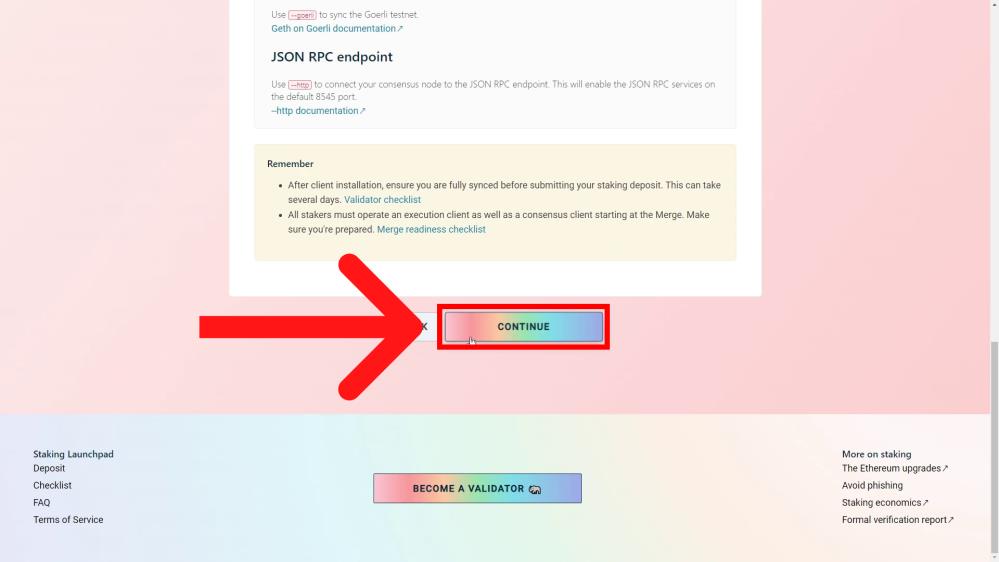 Use --goerli to sync the Goerli testnet.
Geth on Goerli documentation↗
JSON RPC endpoint
Use --http to connect your consensus node to the JSON RPC endpoint. This will enable the JSON RPC services on
the default 8545 port.
--http documentation↗
Remember
• After client installation, ensure you are fully synced before submitting your staking deposit. This can take
several days. Validator checklist
• All stakers must operate an execution client as well as a consensus client starting at the Merge. Make
sure you're prepared. Merge readiness checklist
CONTINUE
Staking Launchpad
Deposit
Checklist
FAQ
Terms of Service
BECOME A VALIDATOR
More on staking
The Ethereum upgrades↗
Avoid phishing
Staking economics↗
Formal verification report↗